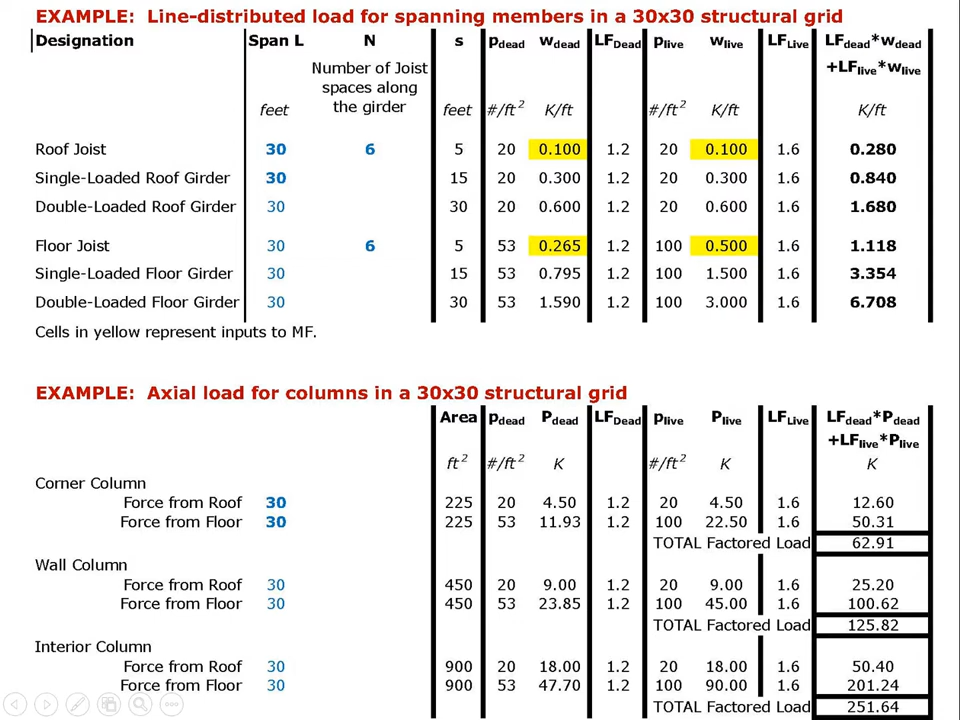 EXAMPLE: Line-distributed load for spanning members in a 30x30 structural grid
Designation Span L N s pdead wdead LFDead plive wlive LFLive LFdead*wdead
+LFlive*wlive
Number of Joist
spaces along
the girder
feet feet #/ft2 K/ft #/ft2 K/ft K/ft
Roof Joist 30 6 5 20 0.100 1.2 20 0.100 1.6 0.280
Single-Loaded Roof Girder 30 15 20 0.300 1.2 20 0.300 1.6 0.840
Double-Loaded Roof Girder 30 30 20 0.600 1.2 20 0.600 1.6 1.680
Floor Joist 30 6 5 53 0.265 1.2 100 0.500 1.6 1.118
Single-Loaded Floor Girder 30 15 53 0.795 1.2 100 1.500 1.6 3.354
Double-Loaded Floor Girder 30 30 53 1.590 1.2 100 3.000 1.6 6.708
Cells in yellow represent inputs to MF.
EXAMPLE: Axial load for columns in a 30x30 structural grid
Area pdead Pdead LFDead plive Plive LFLive LFdead*Pdead
+LFlive*Plive
ft2 #/ft2 K #/ft2 K K
Corner Column
Force from Roof 30 225 20 4.50 1.2 20 4.50 1.6 12.60
Force from Floor 30 225 53 11.93 1.2 100 22.50 1.6 50.31
TOTAL Factored Load 62.91
Wall Column
Force from Roof 30 450 20 9.00 1.2 20 9.00 1.6 25.20
Force from Floor 30 450 53 23.85 1.2 100 45.00 1.6 100.62
TOTAL Factored Load 125.82
Interior Column
Force from Roof 30 900 20 18.00 1.2 20 18.00 1.6 50.40
Force from Floor 30 900 53 47.70 1.2 100 90.00 1.6 201.24
TOTAL Factored Load 251.64